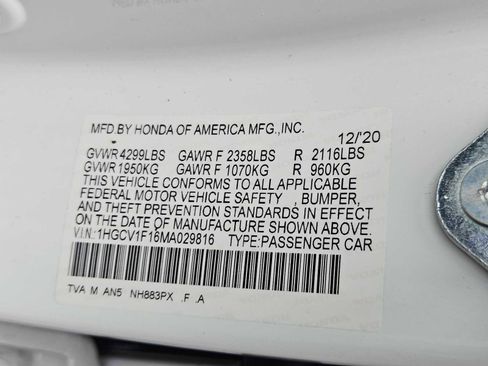 MFD.BY HONDA OF AMERICA MFG.,INC.
12/'20
GVWR 4299LBS GAWR F 2358LBS R 2116LBS
GVWR 1950KG GAWR F 1070KG R 960KG
THIS VEHICLE CONFORMS TO ALL APPLICABLE
FEDERAL MOTOR VEHICLE SAFETY , BUMPER,
AND THEFT PREVENTION STANDARDS IN EFFECT
ON THE DATE OF MANUFACTURE SHOWN ABOVE.
V.I.N.:1HGCV1F16MA029816 TYPE:PASSENGER CAR
TVA M AN5 NH883PX .F .A